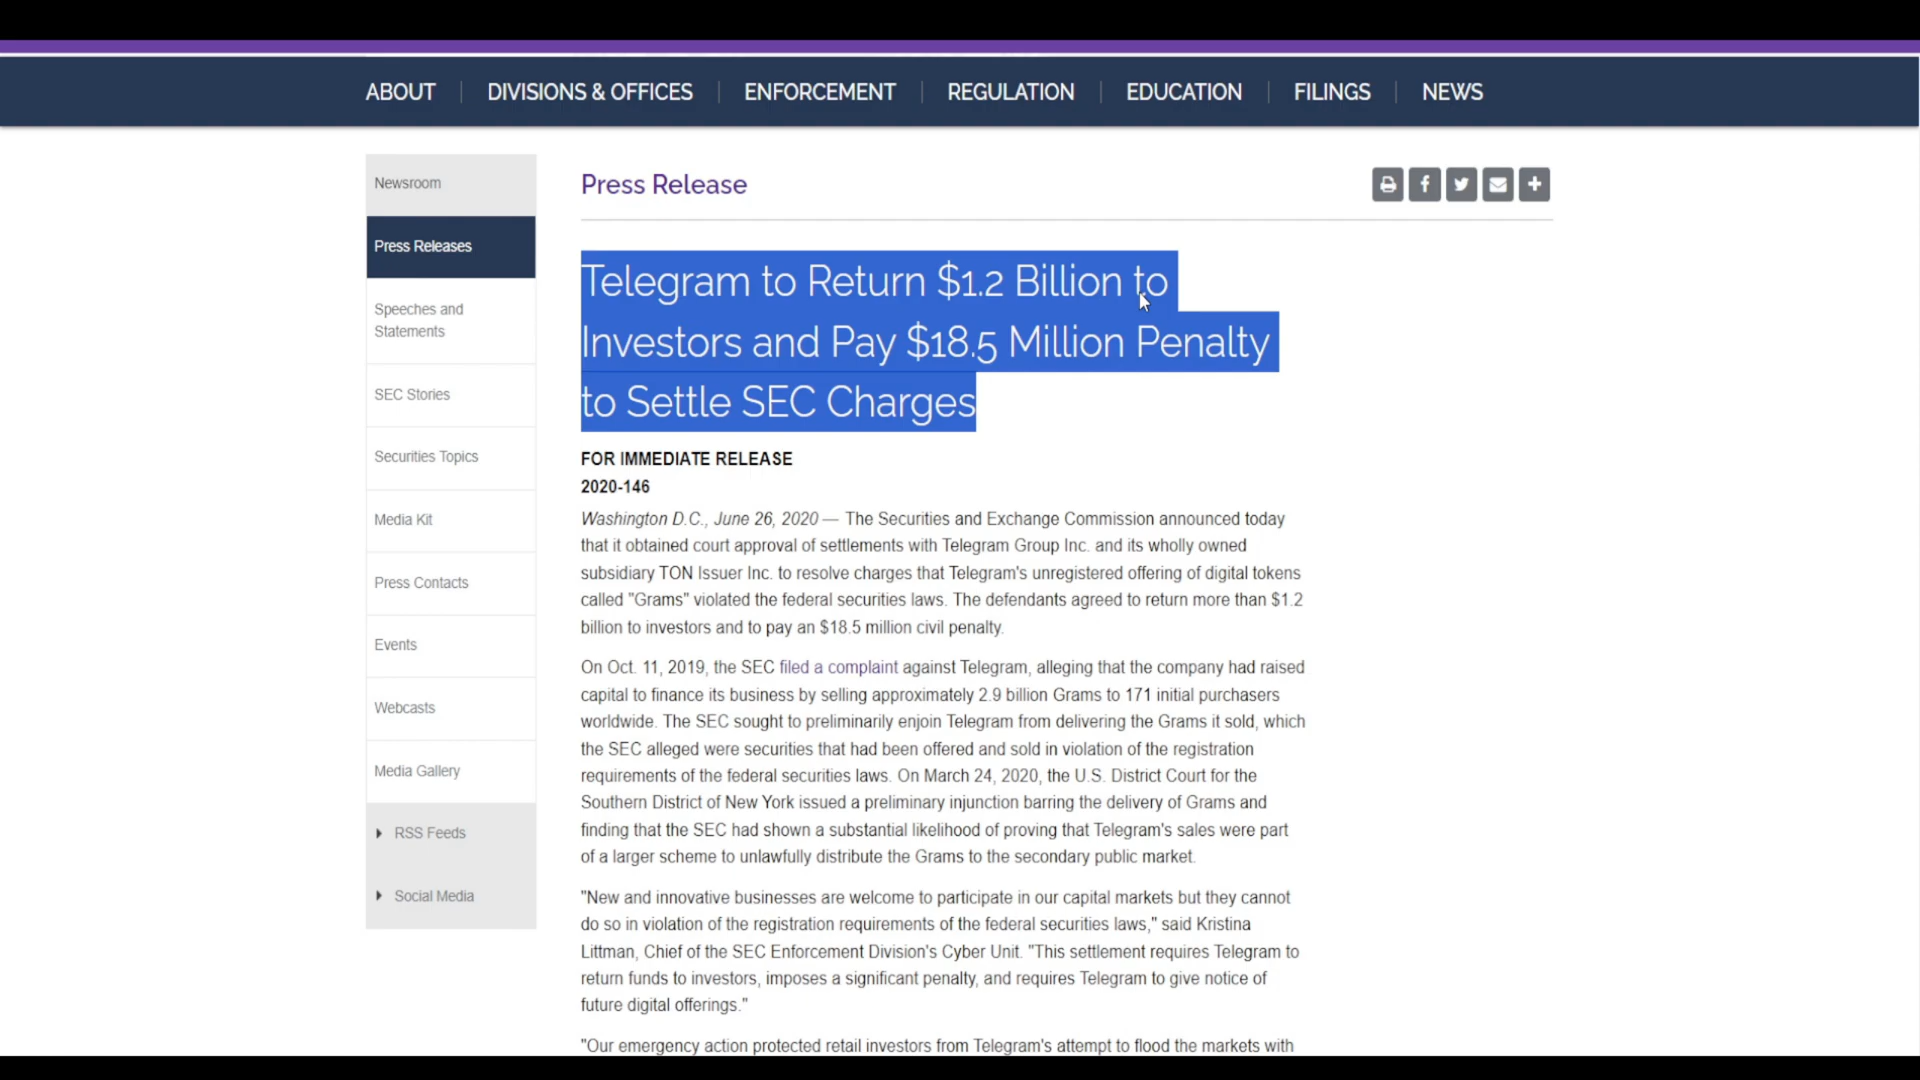 ABOUT DIVISIONS & OFFICES ENFORCEMENT REGULATION EDUCATION FILINGS NEWS
Newsroom
Press Releases
Speeches and
Statements
SEC Stories
Securities Topics
Media Kit
Press Contacts
Events
Webcasts
Media Gallery
RSS Feeds
Social Media
Press Release
Telegram to Return $1.2 Billion to
Investors and Pay $18.5 Million Penalty
to Settle SEC Charges
FOR IMMEDIATE RELEASE
2020-146
Washington D.C., June 26, 2020 — The Securities and Exchange Commission announced today
that it obtained court approval of settlements with Telegram Group Inc. and its wholly owned
subsidiary TON Issuer Inc. to resolve charges that Telegram's unregistered offering of digital tokens
called "Grams" violated the federal securities laws. The defendants agreed to return more than $1.2
billion to investors and to pay an $18.5 million civil penalty.
On Oct. 11, 2019, the SEC filed a complaint against Telegram, alleging that the company had raised
capital to finance its business by selling approximately 2.9 billion Grams to 171 initial purchasers
worldwide. The SEC sought to preliminarily enjoin Telegram from delivering the Grams it sold, which
the SEC alleged were securities that had been offered and sold in violation of the registration
requirements of the federal securities laws. On March 24, 2020, the U.S. District Court for the
Southern District of New York issued a preliminary injunction barring the delivery of Grams and
finding that the SEC had shown a substantial likelihood of proving that Telegram's sales were part
of a larger scheme to unlawfully distribute the Grams to the secondary public market.
"New and innovative businesses are welcome to participate in our capital markets but they cannot
do so in violation of the registration requirements of the federal securities laws," said Kristina
Littman, Chief of the SEC Enforcement Division's Cyber Unit. "This settlement requires Telegram to
return funds to investors, imposes a significant penalty, and requires Telegram to give notice of
future digital offerings."
"Our emergency action protected retail investors from Telegram's attempt to flood the markets with